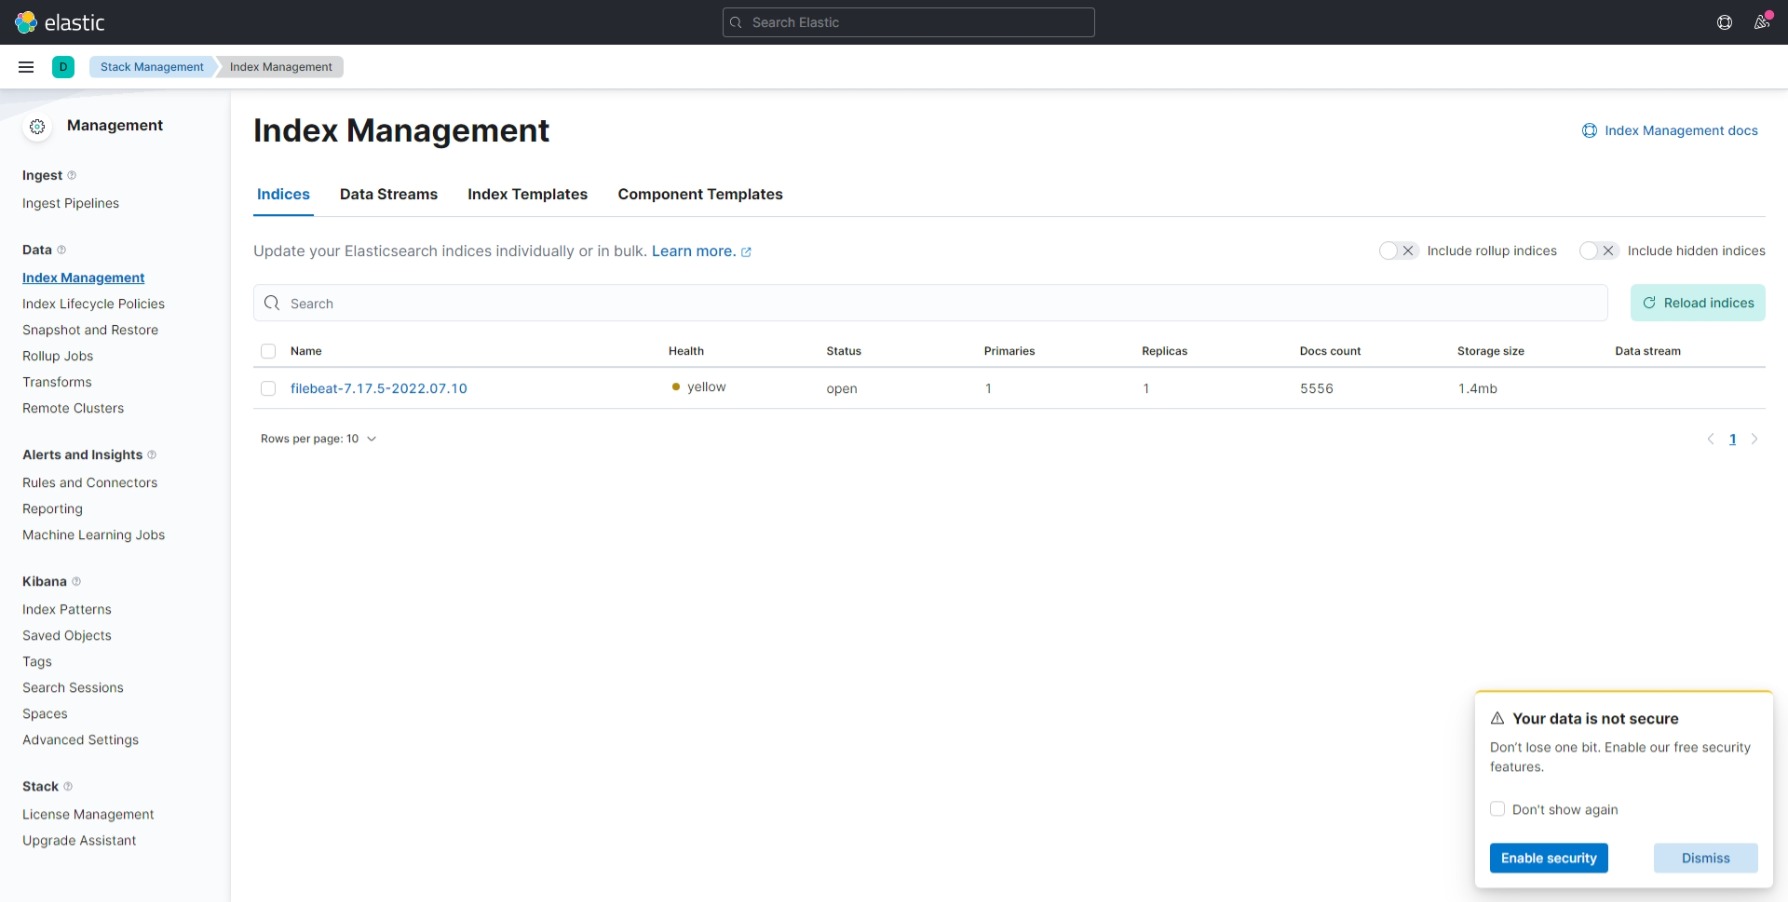 elastic
Search Elastic
D
Stack Management
Index Management
Management
Ingest
Ingest Pipelines
Data
Index Management
Index Lifecycle Policies
Snapshot and Restore
Rollup Jobs
Transforms
Remote Clusters
Alerts and Insights
Rules and Connectors
Reporting
Machine Learning Jobs
Kibana
Index Patterns
Saved Objects
Tags
Search Sessions
Spaces
Advanced Settings
Stack
License Management
Upgrade Assistant
Index Management
Index Management docs
Indices Data Streams Index Templates Component Templates
Update your Elasticsearch indices individually or in bulk. Learn more.
Include rollup indices Include hidden indices
Search
Reload indices
Name Health Status Primaries Replicas Docs count Storage size Data stream
filebeat-7.17.5-2022.07.10 yellow open 1 1 5556 1.4mb
Rows per page: 10
1
Your data is not secure
Don't lose one bit. Enable our free security
features.
Don't show again
Enable security
Dismiss